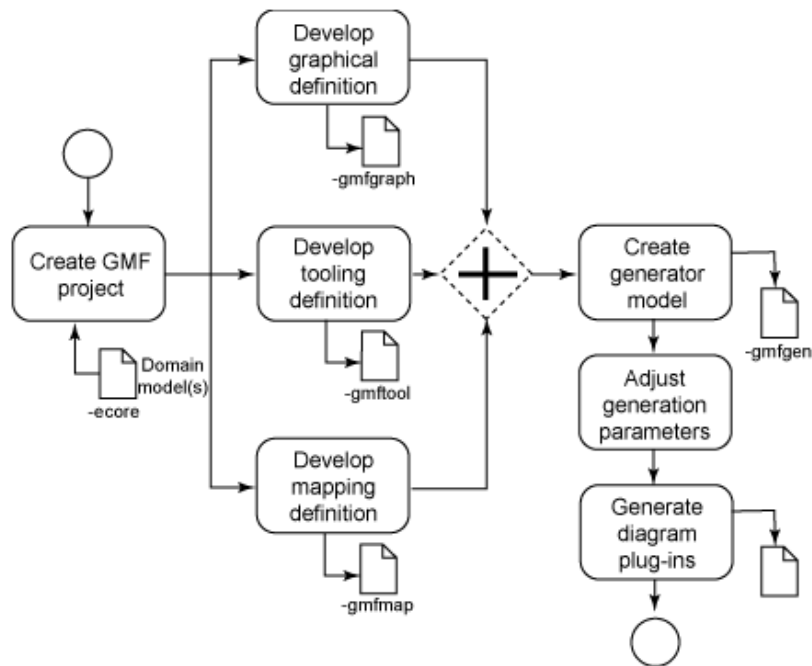 Develop
graphical
definition
-gmfgraph
Create GMF
project
Domain
model(s)
-ecore
Develop
tooling
definition
-gmftool
Develop
mapping
definition
-gmfmap
Create
generator
model
-gmfgen
Adjust
generation
parameters
Generate
diagram
plug-ins